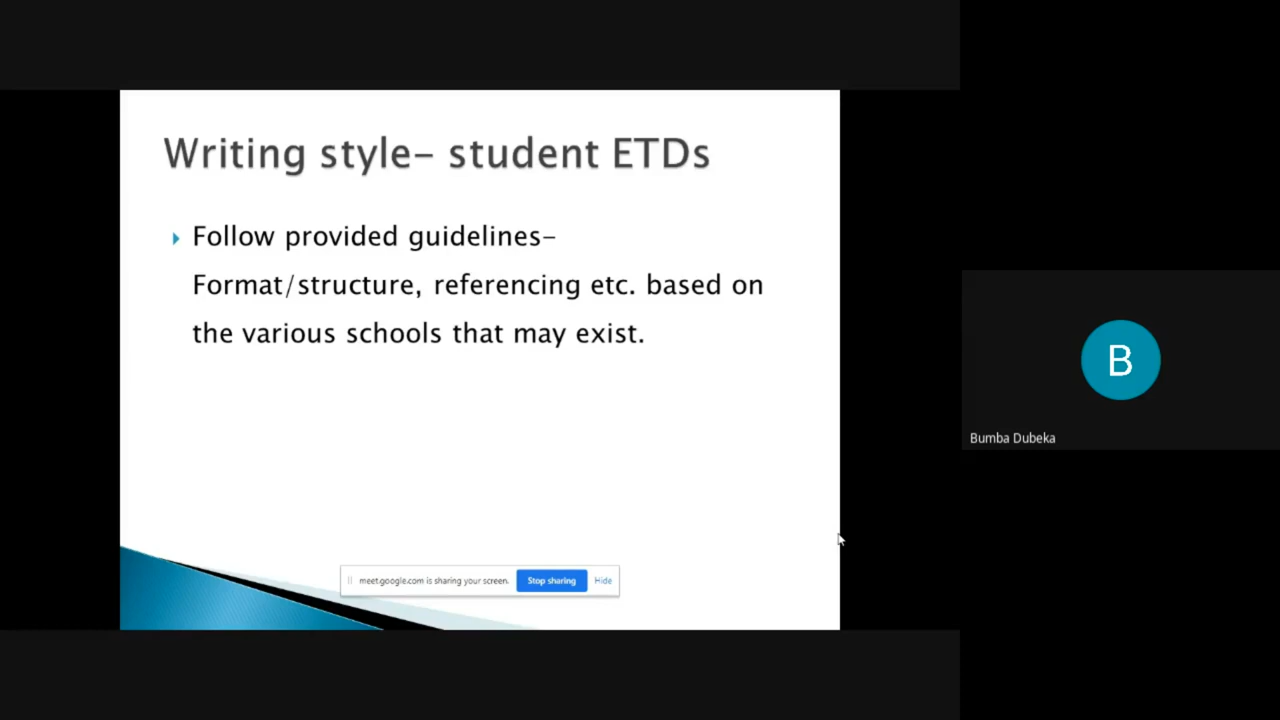 Writing style– student ETDs
Follow provided guidelines–
Format/structure, referencing etc. based on
the various schools that may exist.
meet.google.com is sharing your screen.
Stop sharing
Hide
B
Bumba Dubeka